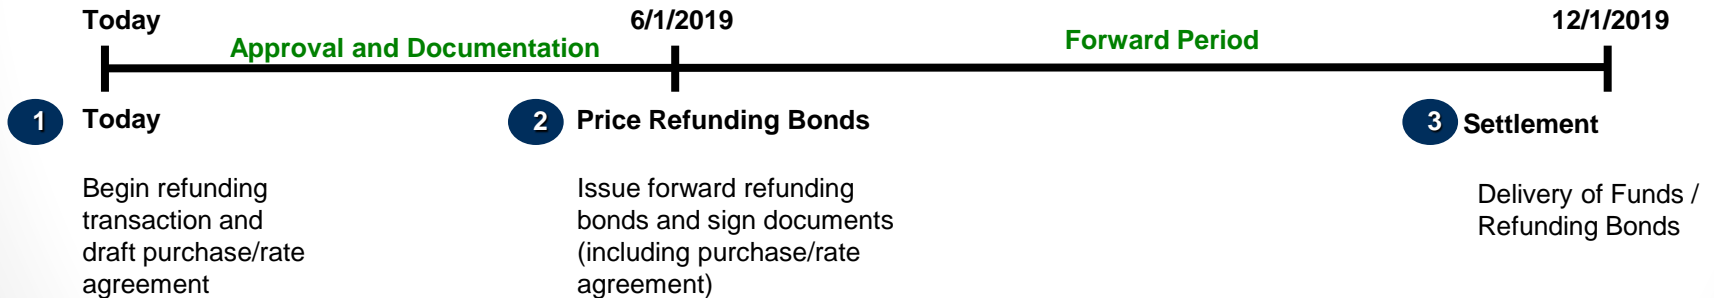 Today
6/1/2019
12/1/2019
Approval and Documentation
Forward Period
1 Today
2 Price Refunding Bonds
3 Settlement
Begin refunding
transaction and
draft purchase/rate
agreement
Issue forward refunding
bonds and sign documents
(including purchase/rate
agreement)
Delivery of Funds /
Refunding Bonds